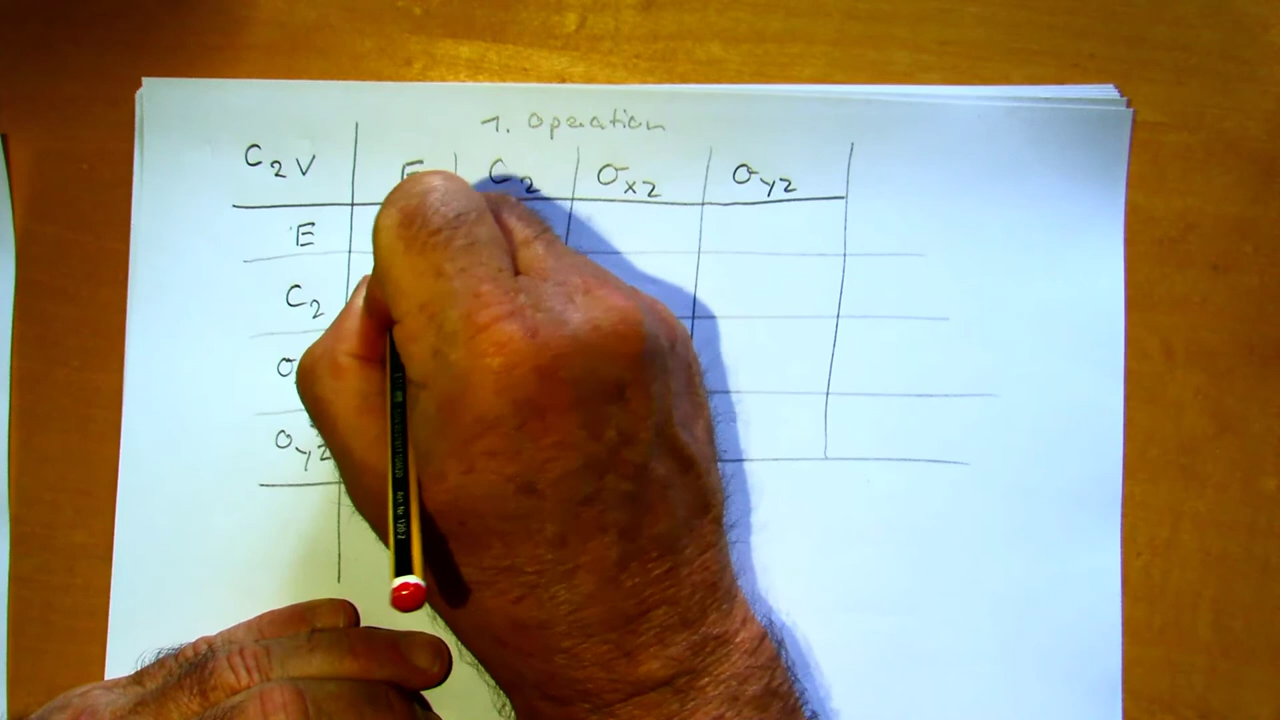 1. Operation
C₂V E C₂ σxz σyz
E
C₂
σ
σyz